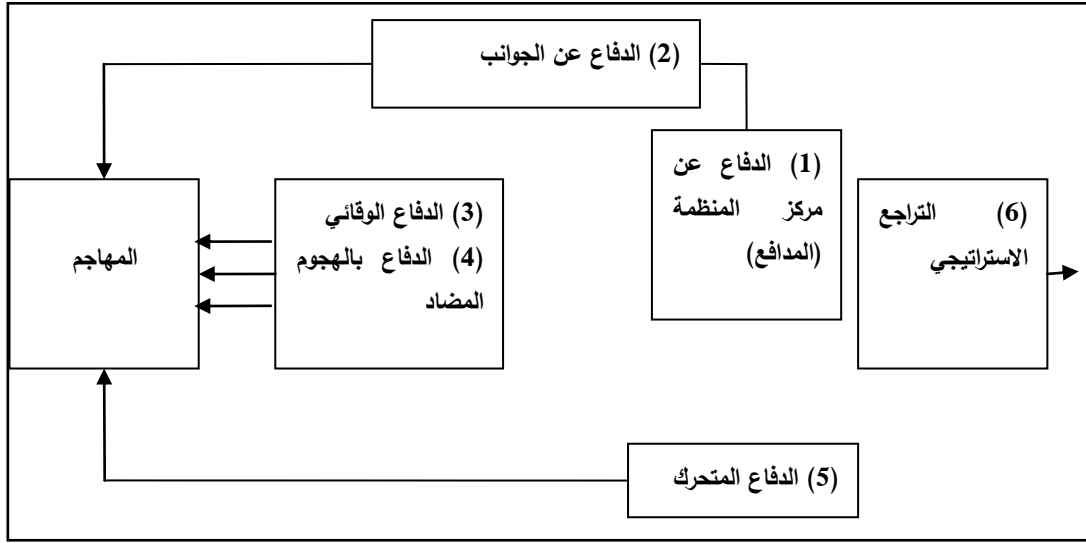 (2) الدفاع عن الجوانب
(1) الدفاع عن
مركز المنظمة
(المدافع)
(6) التراجع
الاستراتيجي
(3) الدفاع الوقائي
(4) الدفاع بالهجوم
المضاد
المهاجم
(5) الدفاع المتحرك